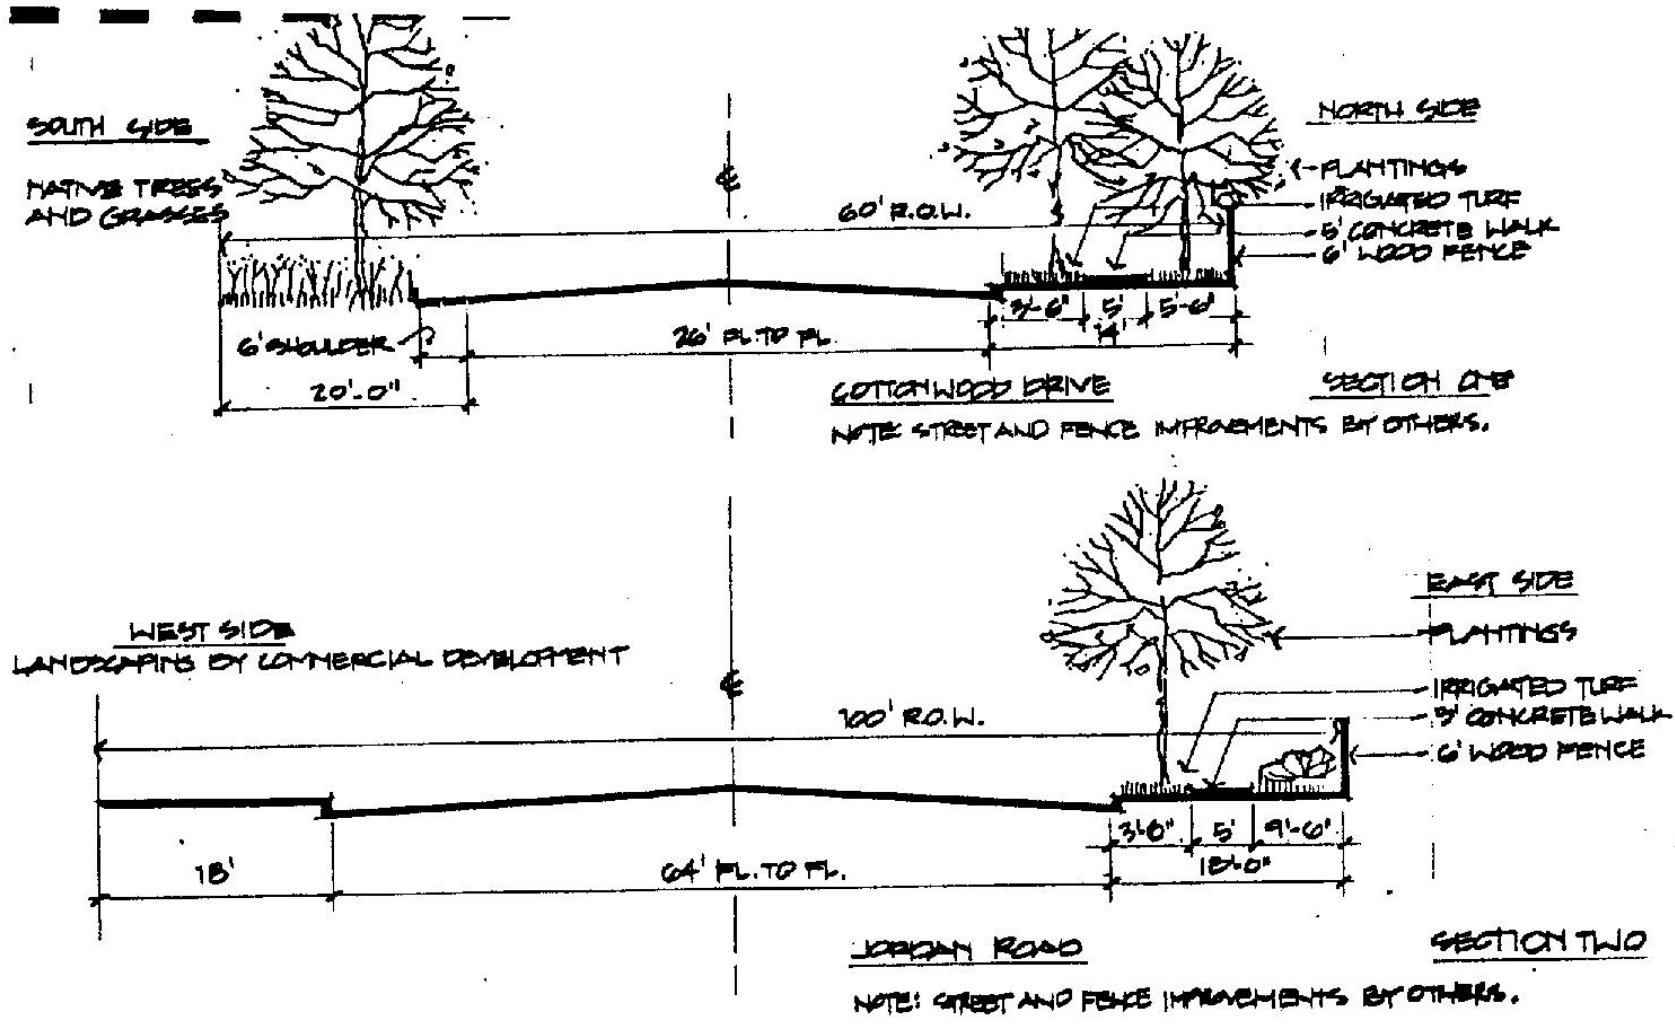 SOUTH SIDE
NATIVE TRESS
AND GRASSES
NORTH SIDE
PLANTINGS
IRRIGATED TURF
5' CONCRETE WALK
6' WOOD FENCE
60' R.O.W.
3'-6" 5' 5'-6"
14'
6' SHOULDER
26' FL. TO FL.
20'-0"
COTTONWOOD DRIVE
SECTION ONE
NOTE: STREET AND FENCE IMPROVEMENTS BY OTHERS.
WEST SIDE
LANDSCAPING BY COMMERCIAL DEVELOPMENT
EAST SIDE
PLANTINGS
IRRIGATED TURF
5' CONCRETE WALK
6' WOOD FENCE
100' R.O.W.
3'-6" 5' 9'-6"
18'-0"
18'
64' FL. TO FL.
JORDAN ROAD
SECTION TWO
NOTE: STREET AND FENCE IMPROVEMENTS BY OTHERS.